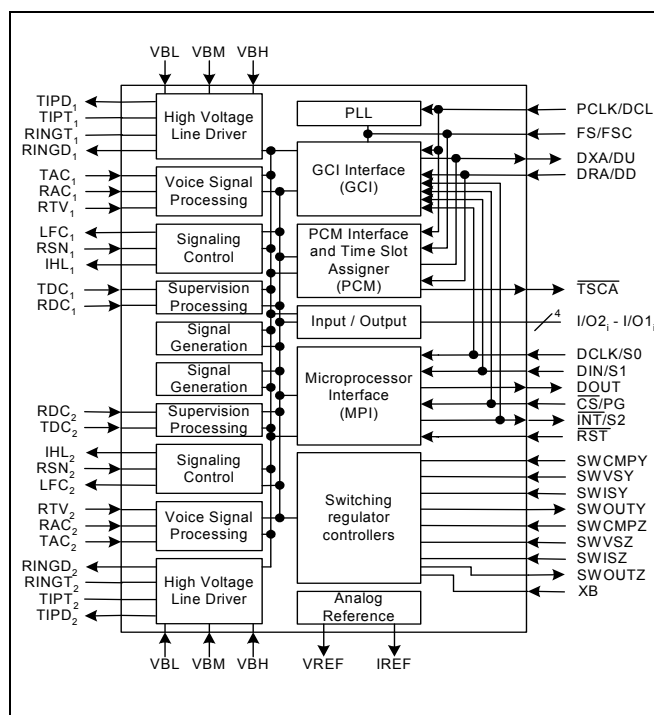 VBL VBM VBH
TIPD1
TIPT1
RINGT1
RINGD1
High Voltage
Line Driver
TAC1
RAC1
RTV1
Voice Signal
Processing
LFC1
RSN1
IHL1
Signaling
Control
TDC1
RDC1
Supervision
Processing
Signal
Generation
Signal
Generation
RDC2
TDC2
Supervision
Processing
IHL2
RSN2
LFC2
Signaling
Control
RTV2
RAC2
TAC2
Voice Signal
Processing
RINGD2
RINGT2
TIPT2
TIPD2
High Voltage
Line Driver
VBL VBM VBH
PLL
GCI Interface
(GCI)
PCM Interface
and Time Slot
Assigner
(PCM)
Input / Output
Microprocessor
Interface
(MPI)
Switching
regulator
controllers
Analog
Reference
VREF IREF
PCLK/DCL
FS/FSC
DXA/DU
DRA/DD
TSCA
4
I/O2i - I/O1i
DCLK/S0
DIN/S1
DOUT
CS/PG
INT/S2
RST
SWCMPY
SWVSY
SWISY
SWOUTY
SWCMPZ
SWVSZ
SWISZ
SWOUTZ
XB